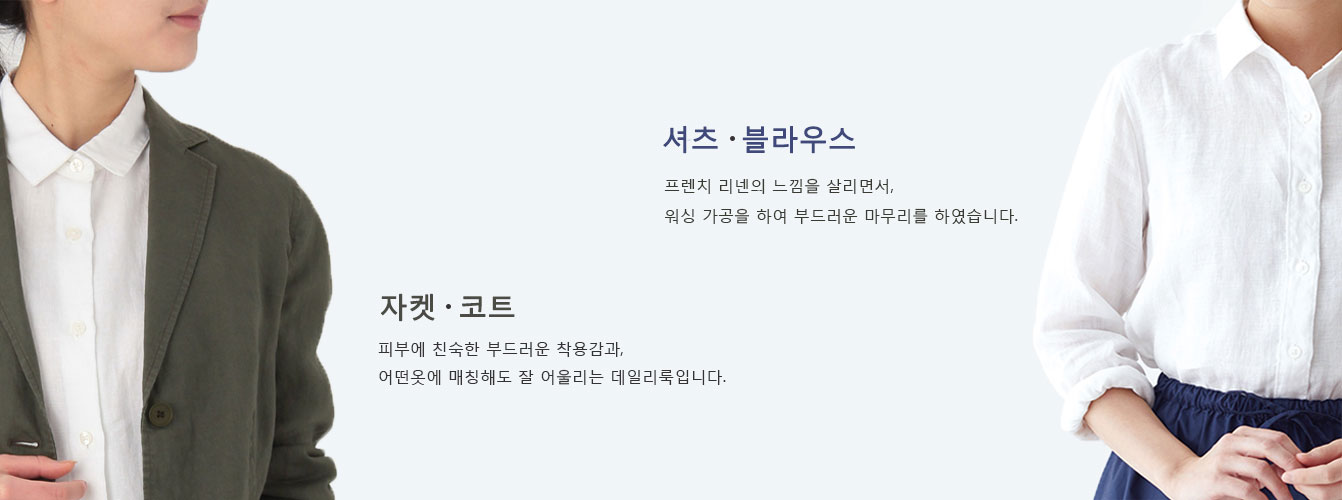 셔츠·블라우스
프렌치 리넨의 느낌을 살리면서,
워싱 가공을 하여 부드러운 마무리를 하였습니다.
자켓·코트
피부에 친숙한 부드러운 착용감과,
어떤옷에 매칭해도 잘 어울리는 데일리룩입니다.